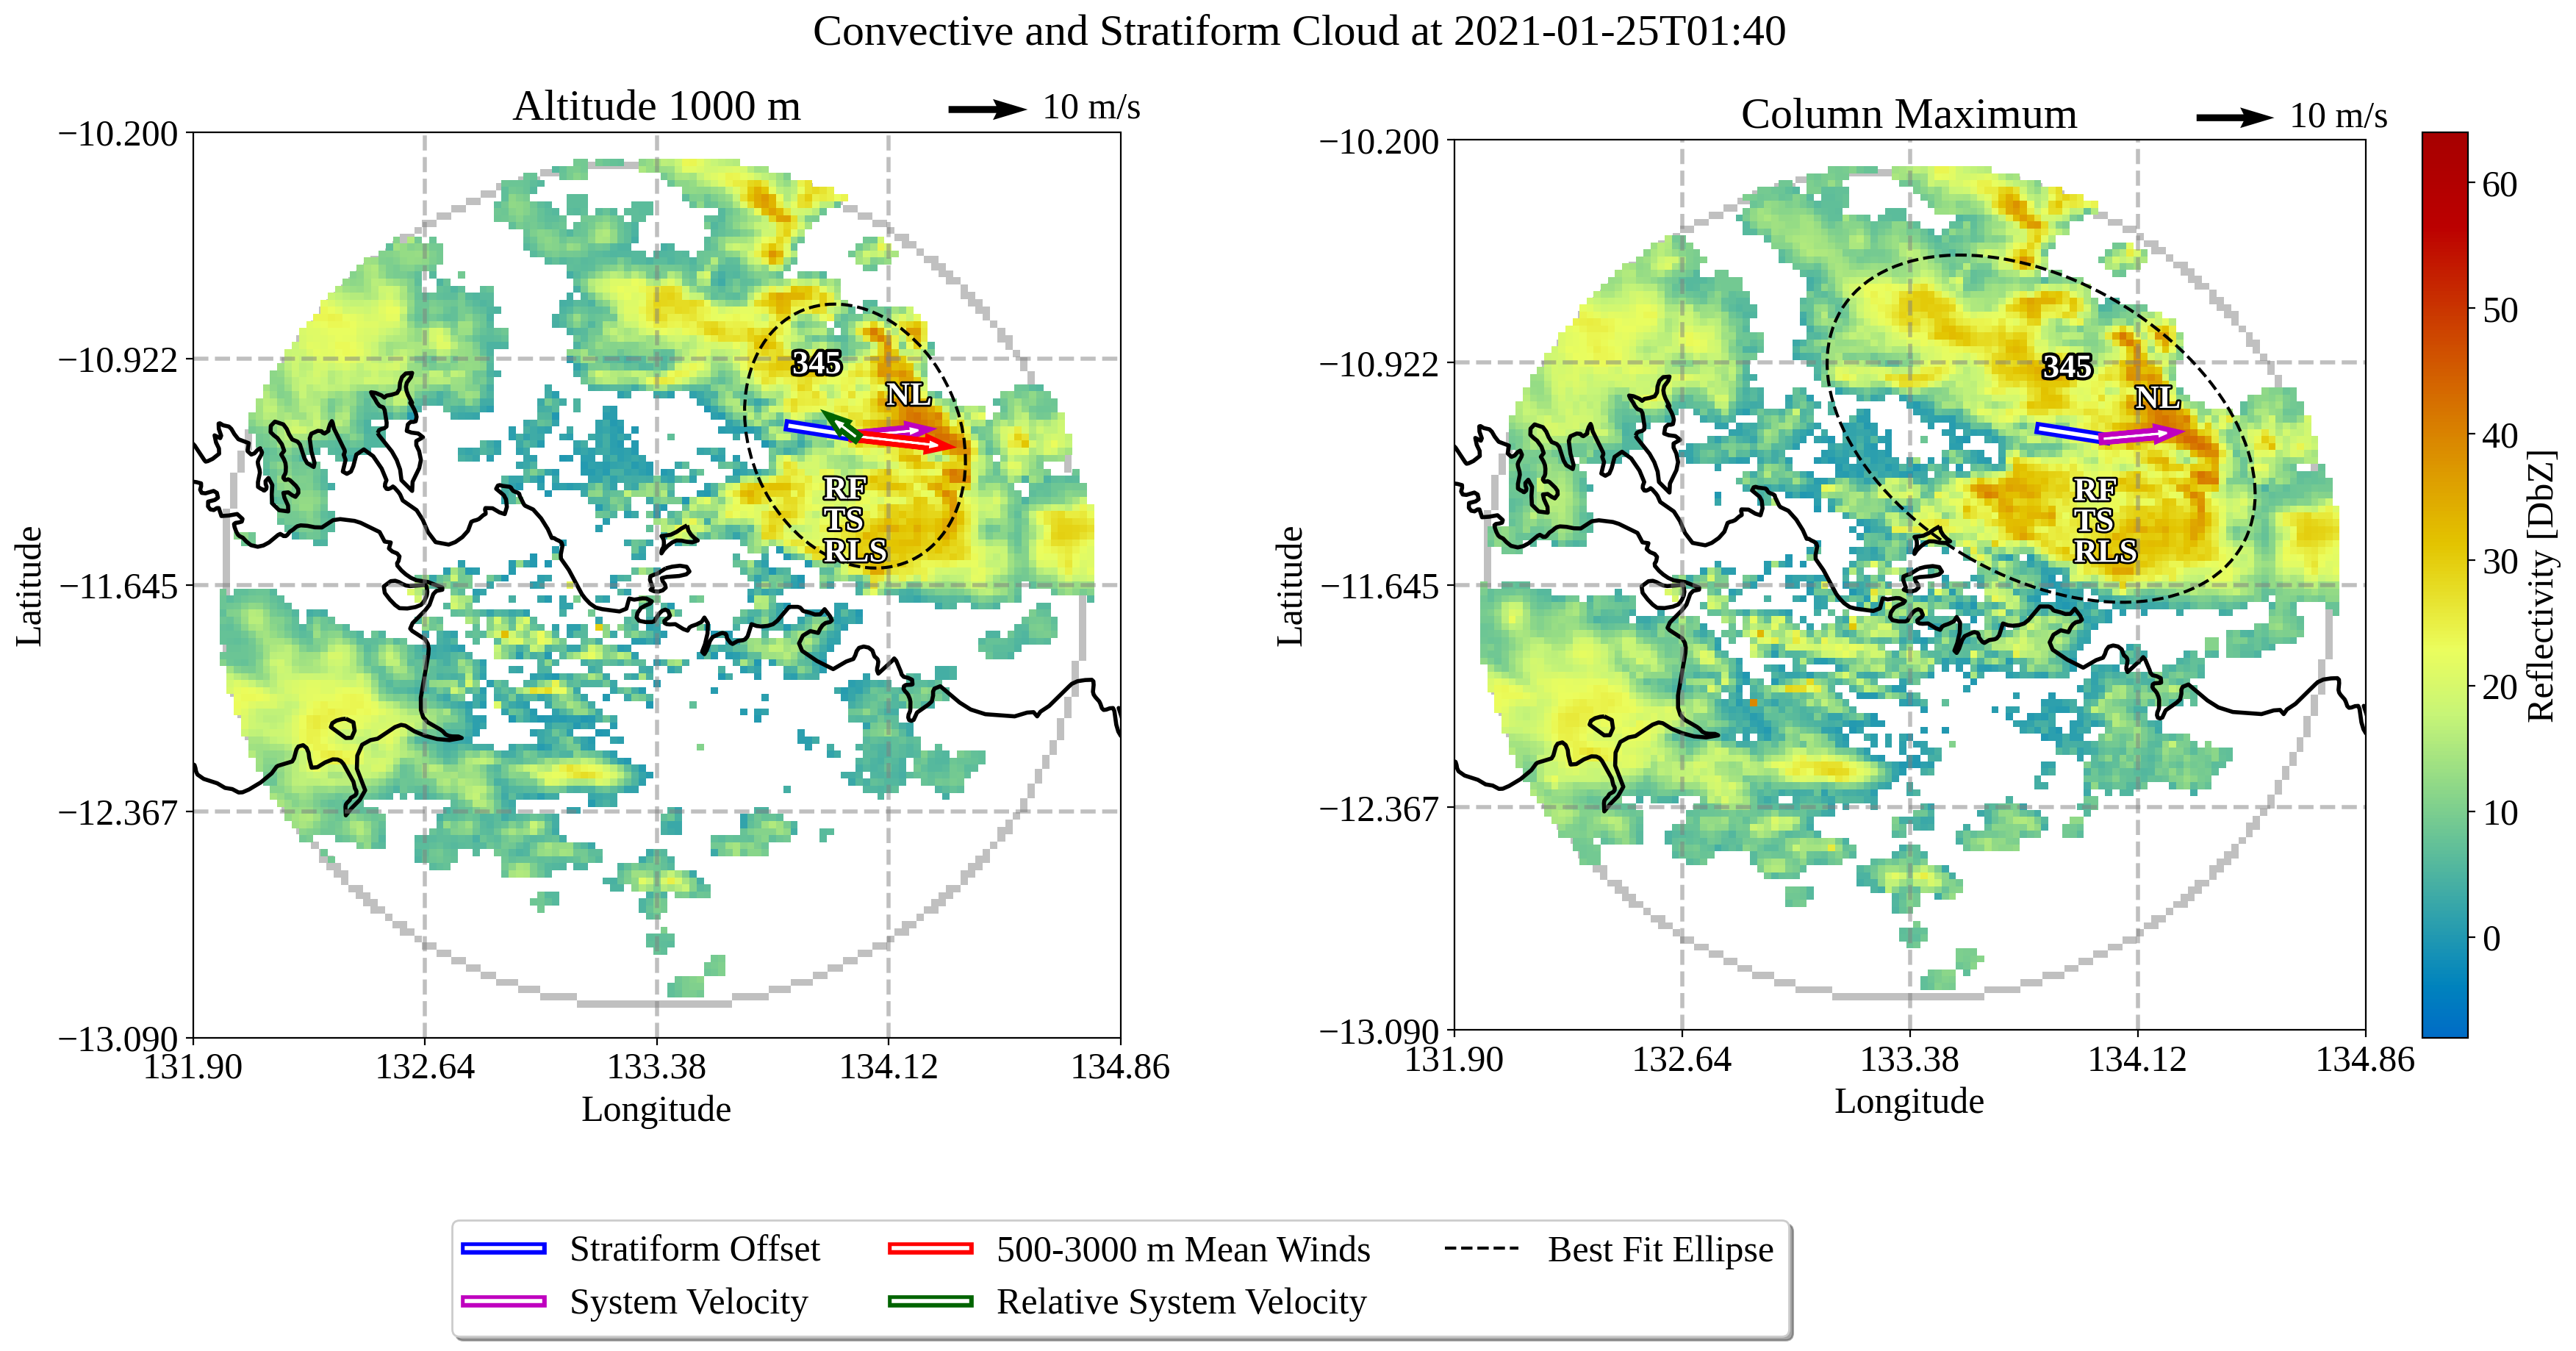 Convective and Stratiform Cloud at 2021-01-25T01:40
Altitude 1000 m
10 m/s
−10.200
−10.922
−11.645
−12.367
−13.090
Latitude
131.90
132.64
133.38
134.12
134.86
Longitude
345
NL
RF
TS
RLS
Column Maximum
10 m/s
−10.200
−10.922
−11.645
−12.367
−13.090
Latitude
131.90
132.64
133.38
134.12
134.86
Longitude
345
NL
RF
TS
RLS
60
50
40
30
20
10
0
Reflectivity [DbZ]
Stratiform Offset
System Velocity
500-3000 m Mean Winds
Relative System Velocity
Best Fit Ellipse